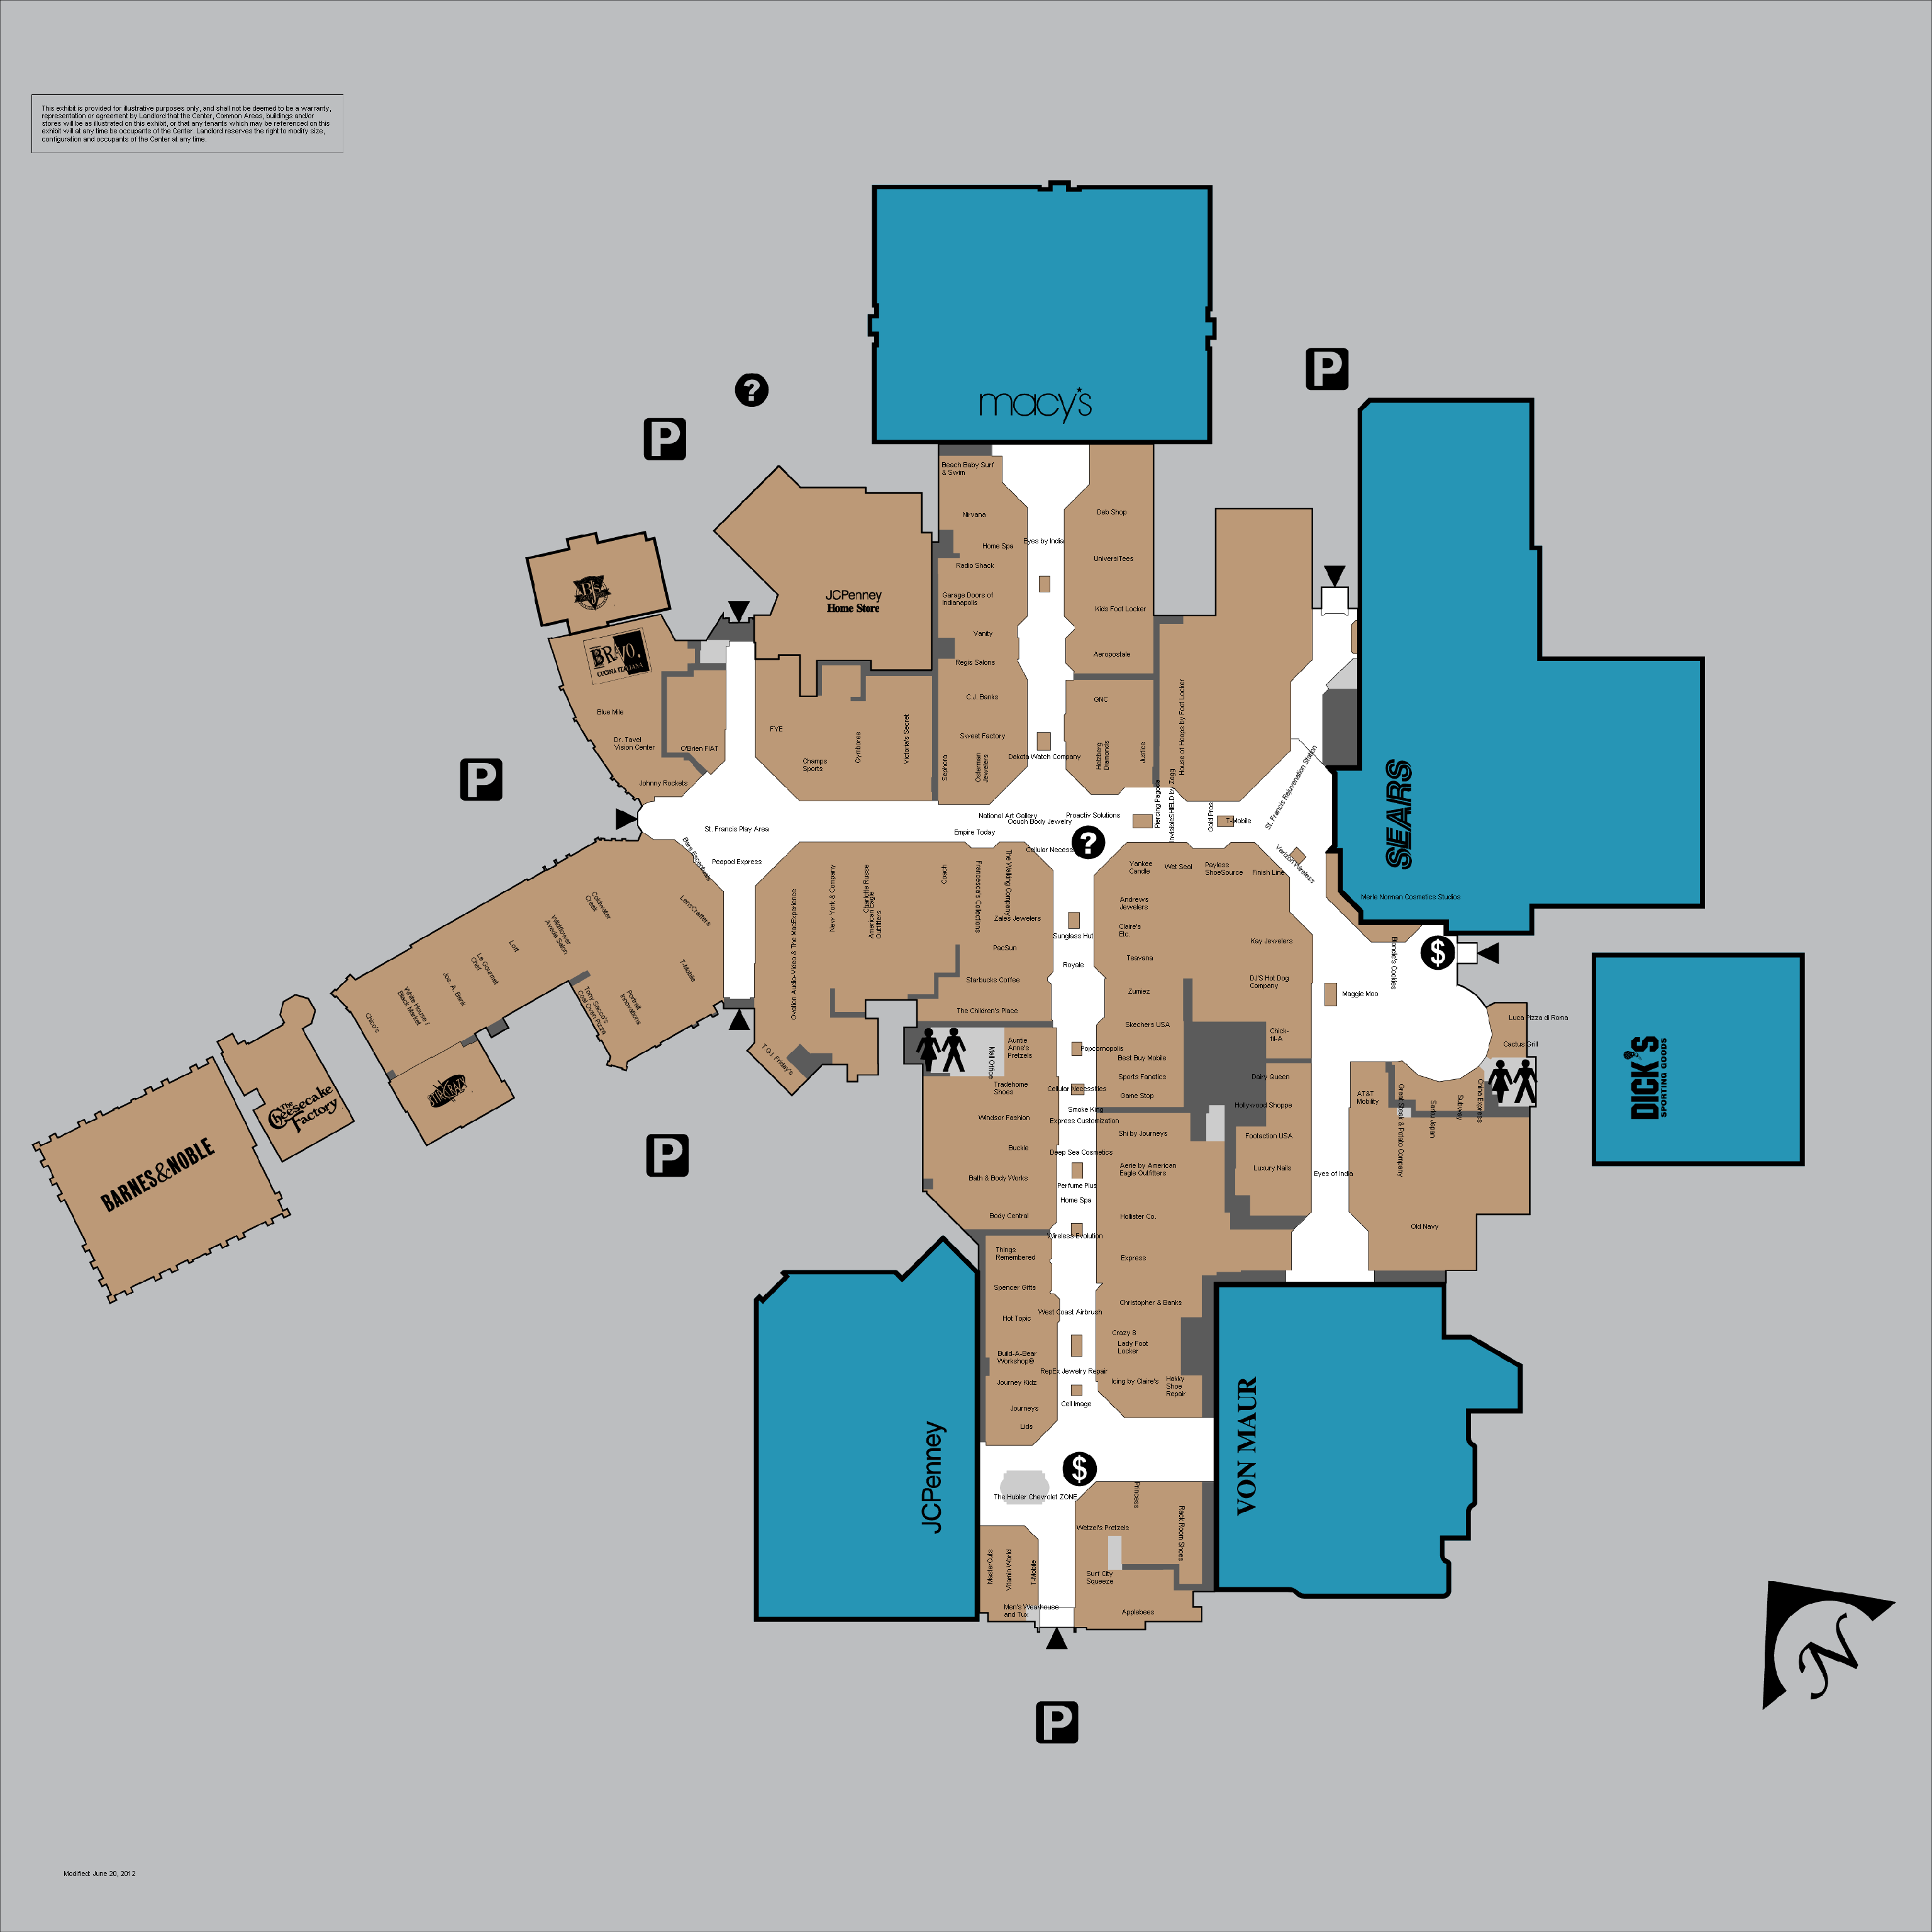 This exhibit is provided for illustrative purposes only, and shall not be deemed to be a warranty,
representation or agreement by Landlord that the Center, Common Areas, buildings and/or
stores will be as illustrated on this exhibit, or that any tenants which may be referenced on this
exhibit will at any time be occupants of the Center. Landlord reserves the right to modify size,
configuration and occupants of the Center at any time.
macy's
P
?
P
Beach Baby Surf
& Swim
Nirvana
Deb Shop
Eyes by India
Home Spa
UniversiTees
Radio Shack
Garage Doors of
Indianapolis
Kids Foot Locker
JCPenney
Home Store
BJ's
Vanity
BRAVO.
CUCINA ITALIANA
Regis Salons
Aeropostale
C.J. Banks
GNC
House of Hoops by Foot Locker
Blue Mile
FYE
Dr. Tavel
Vision Center
O'Brien FIAT
Champs
Sports
Gymboree
Victoria's Secret
Sweet Factory
Dakota Watch Company
Sephora
Osterman
Jewelers
Helzberg
Diamonds
Justice
SEARS
P
Johnny Rockets
St. Francis Rejuvenation Station
Piercing Pagoda
InvisibleSHIELD by Zagg
Gold Pros
T-Mobile
National Art Gallery
Couch Body Jewelry
Proactiv Solutions
St. Francis Play Area
Empire Today
Cellular Necess
?
Bare Escentuals
Peapod Express
Verizon Wireless
Yankee
Candle
Wet Seal
Payless
ShoeSource
Finish Line
Merle Norman Cosmetics Studios
Ovation Audio-Video & The MacExperience
New York & Company
Charlotte Russe
American Eagle
Outfitters
Coach
Francesca's Collections
The Walking Company
Zales Jewelers
Andrews
Jewelers
Claire's
Etc.
LensCrafters
Coldwater
Creek
Wildflower
Aveda Salon
Loft
Le Gourmet
Chef
Jos. A. Bank
White House /
Black Market
Chico's
T-Mobile
Portrait
Innovations
Tony Sacco's
Coal Oven Pizza
Sunglass Hut
Kay Jewelers
PacSun
Teavana
Royale
Blondie's Cookies
$
Starbucks Coffee
DJ'S Hot Dog
Company
Zumiez
Maggie Moo
The Children's Place
Luca Pizza di Roma
Skechers USA
Chick-
fil-A
Cactus Grill
Auntie
Anne's
Pretzels
Mall Office
Popcornopolis
Best Buy Mobile
T.G.I. Friday's
Sports Fanatics
Dairy Queen
Tradehome
Shoes
Cellular Necessities
Game Stop
AT&T
Mobility
Great Steak & Potato Company
Sarku Japan
Subway
China Express
DICK'S
SPORTING GOODS
STIR CRAZY
The
Cheesecake
Factory
BARNES&NOBLE
Smoke King
Hollywood Shoppe
Windsor Fashion
Express Customization
Shi by Journeys
Footaction USA
P
Buckle
Deep Sea Cosmetics
Aerie by American
Eagle Outfitters
Luxury Nails
Eyes of India
Bath & Body Works
Perfume Plus
Home Spa
Body Central
Hollister Co.
Old Navy
Wireless Evolution
Things
Remembered
Express
Spencer Gifts
Christopher & Banks
West Coast Airbrush
Hot Topic
Crazy 8
Lady Foot
Locker
Build-A-Bear
Workshop®
RepEx Jewelry Repair
Journey Kidz
Icing by Claire's
Hakky
Shoe
Repair
Cell Image
Journeys
Lids
JCPenney
VON MAUR
$
The Hubler Chevrolet ZONE
Princess
Rack Room Shoes
Wetzel's Pretzels
MasterCuts
Vitamin World
T-Mobile
Surf City
Squeeze
Men's Wearhouse
and Tux
Applebees
N
P
Modified: June 20, 2012